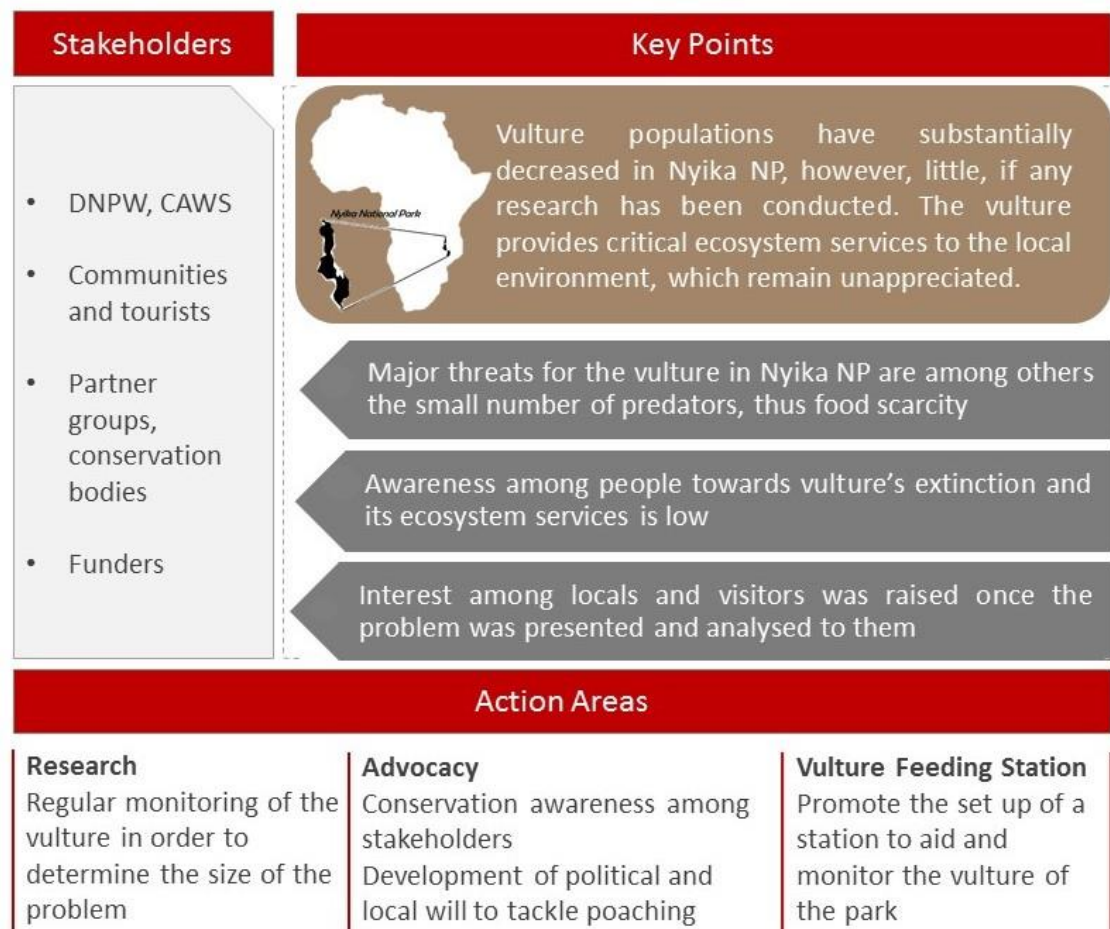 Stakeholders
Key Points
• DNPW, CAWS
• Communities
and tourists
• Partner
groups,
conservation
bodies
• Funders
Nyika National Park
Vulture populations have substantially
decreased in Nyika NP, however, little, if any
research has been conducted. The vulture
provides critical ecosystem services to the local
environment, which remain unappreciated.
Major threats for the vulture in Nyika NP are among others
the small number of predators, thus food scarcity
Awareness among people towards vulture's extinction and
its ecosystem services is low
Interest among locals and visitors was raised once the
problem was presented and analysed to them
Action Areas
Research
Regular monitoring of the
vulture in order to
determine the size of the
problem
Advocacy
Conservation awareness among
stakeholders
Development of political and
local will to tackle poaching
Vulture Feeding Station
Promote the set up of a
station to aid and
monitor the vulture of
the park